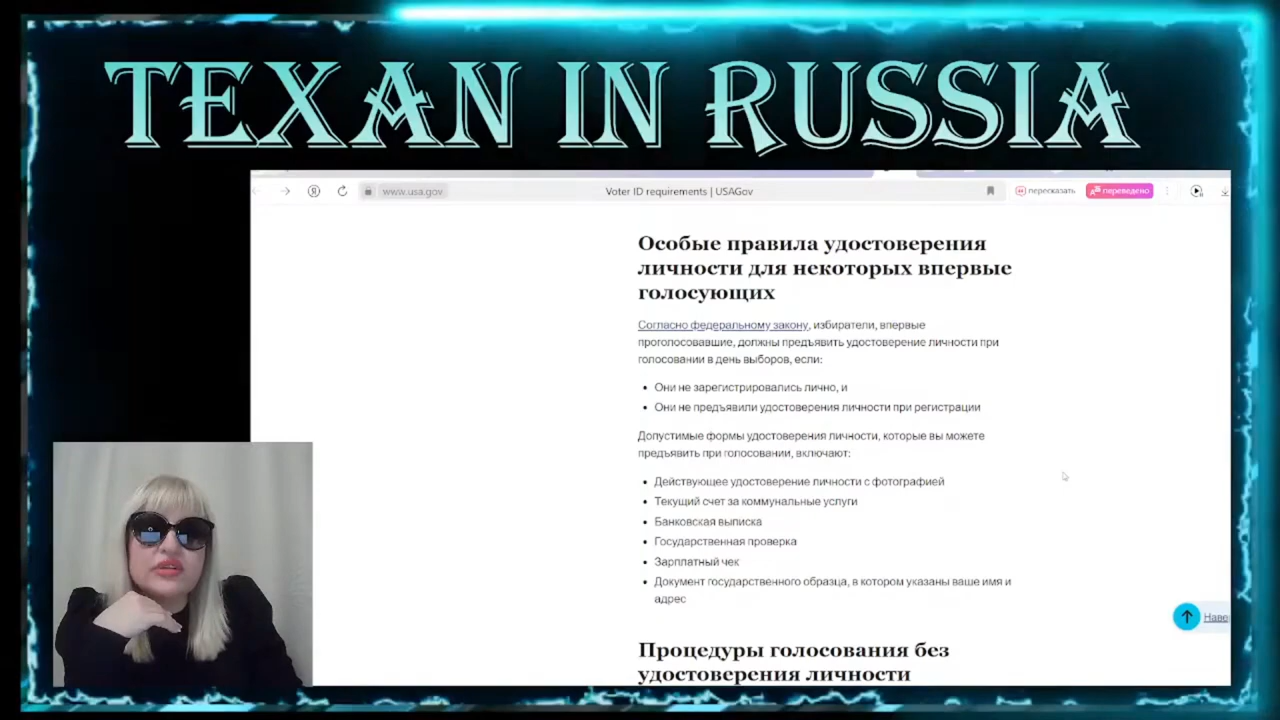 TEXAN IN RUSSIA
www.usa.gov
Voter ID requirements | USAGov
пересказать
переведено
Особые правила удостоверения
личности для некоторых впервые
голосующих
Согласно федеральному закону, избиратели, впервые
проголосовавшие, должны предъявить удостоверение личности при
голосовании в день выборов, если:
• Они не зарегистрировались лично, и
• Они не предъявили удостоверения личности при регистрации
Допустимые формы удостоверения личности, которые вы можете
предъявить при голосовании, включают:
• Действующее удостоверение личности с фотографией
• Текущий счет за коммунальные услуги
• Банковская выписка
• Государственная проверка
• Зарплатный чек
• Документ государственного образца, в котором указаны ваше имя и
адрес
Наве
Процедуры голосования без
удостоверения личности